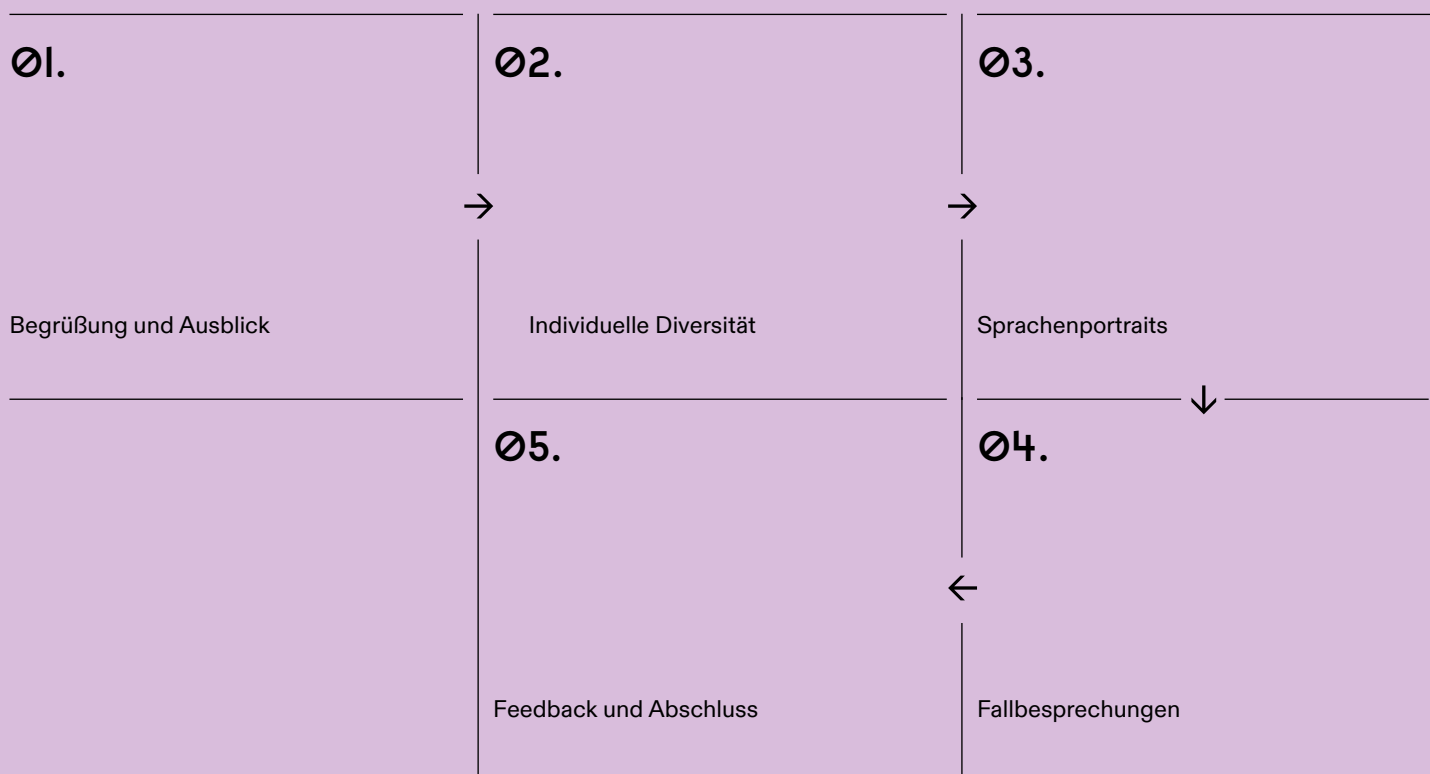 01.
02.
03.
→
→
Begrüßung und Ausblick
Individuelle Diversität
Sprachenportraits
↓
05.
04.
←
Feedback und Abschluss
Fallbesprechungen